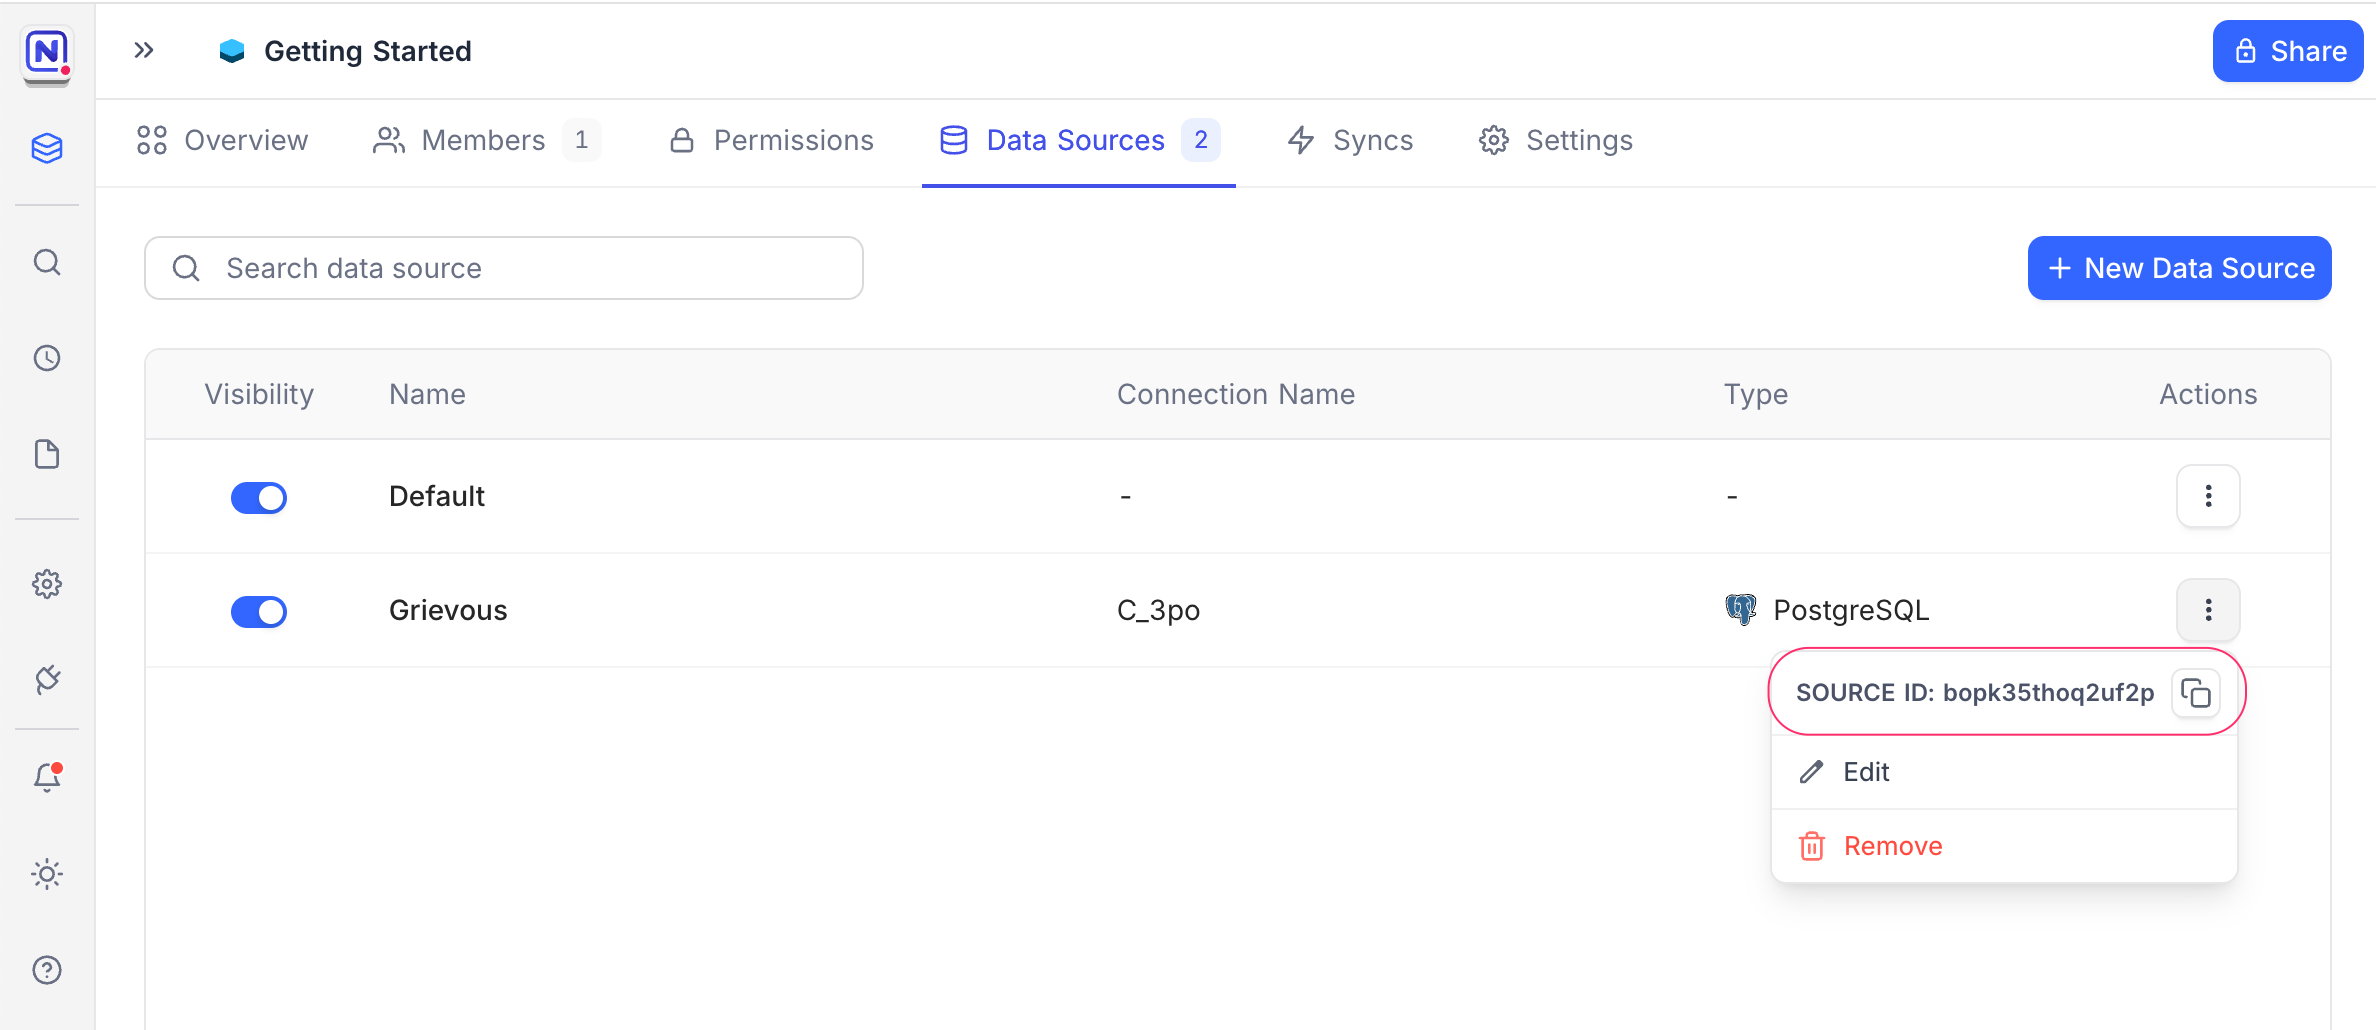 N
Getting Started
Share
Overview
Members 1
Permissions
Data Sources 2
Syncs
Settings
Search data source
+ New Data Source
Visibility Name Connection Name Type Actions
Default - -
Grievous C_3po PostgreSQL
SOURCE ID: bopk35thoq2uf2p
Edit
Remove